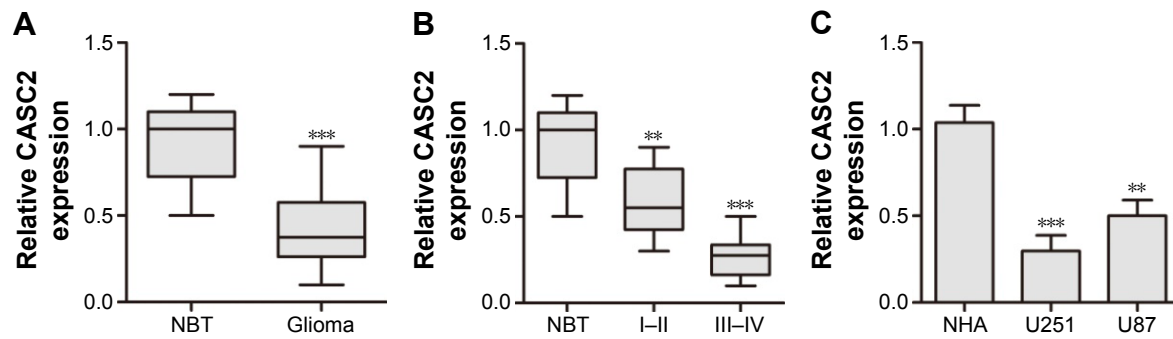 A
Relative CASC2
expression
1.5
1.0
0.5
0.0
***
NBT
Glioma
B
Relative CASC2
expression
1.5
1.0
0.5
0.0
**
***
NBT
I–II
III–IV
C
Relative CASC2
expression
1.5
1.0
0.5
0.0
***
**
NHA
U251
U87